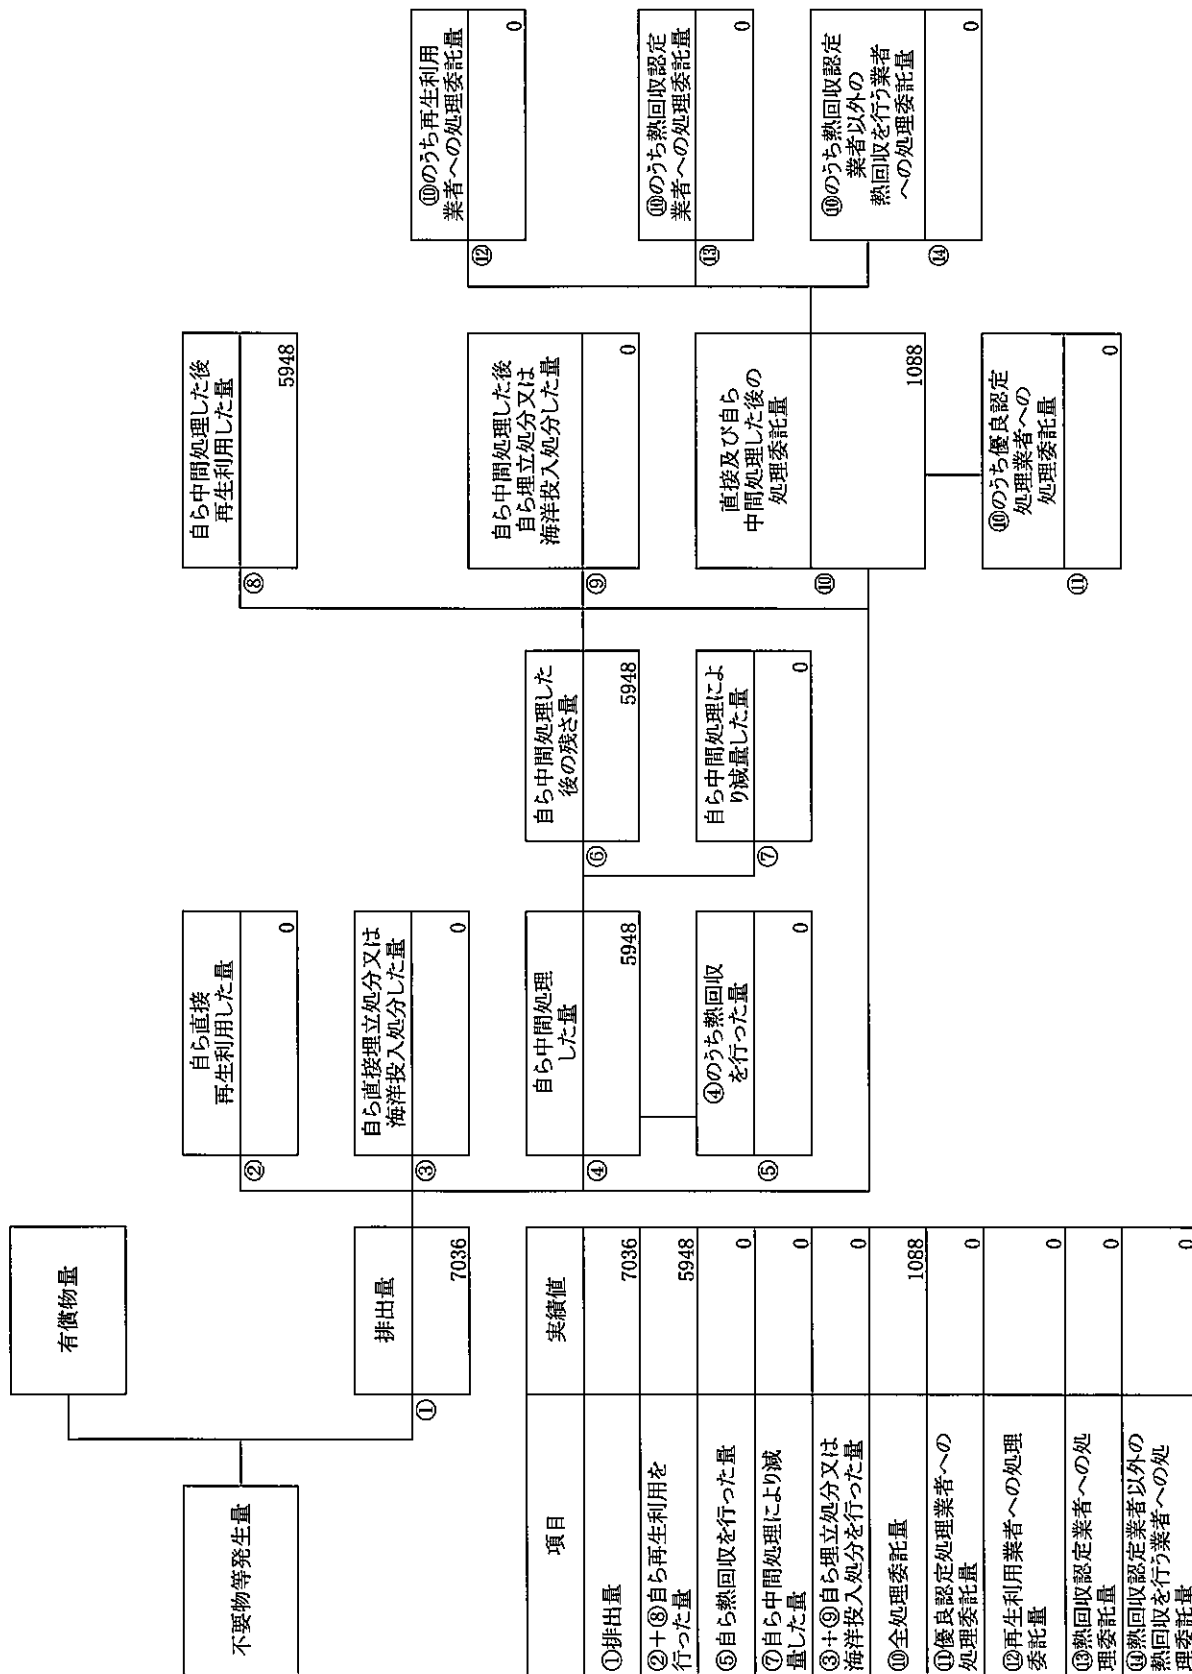 不要物等発生量
有償物量
①
排出量
7036
②
自ら直接
再生利用した量
0
③
自ら直接埋立処分又は
海洋投入処分した量
0
④
自ら中間処理
した量
5948
⑤
④のうち熱回収
を行った量
0
⑥
自ら中間処理した
後の残さ量
5948
⑦
自ら中間処理によ
り減量した量
0
⑧
自ら中間処理した後
再生利用した量
5948
⑨
自ら中間処理した後
自ら埋立処分又は
海洋投入処分した量
0
⑩
直接及び自ら
中間処理した後の
処理委託量
1088
⑪
⑩のうち優良認定
処理業者への
処理委託量
0
⑫
⑩のうち再生利用
業者への処理委託量
0
⑬
⑩のうち熱回収認定
業者への処理委託量
0
⑭
⑩のうち熱回収認定
業者以外の
熱回収を行う業者
への処理委託量
0
項目 実績値
①排出量 7036
②+⑧自ら再生利用を
行った量 5948
⑤自ら熱回収を行った量 0
⑦自ら中間処理により減
量した量 0
③+⑨自ら埋立処分又は
海洋投入処分を行った量 0
⑩全処理委託量 1088
⑪優良認定処理業者への
処理委託量 0
⑫再生利用業者への処理
委託量 0
⑬熱回収認定業者への処
理委託量 0
⑭熱回収認定業者以外の
熱回収を行う業者への処
理委託量 0